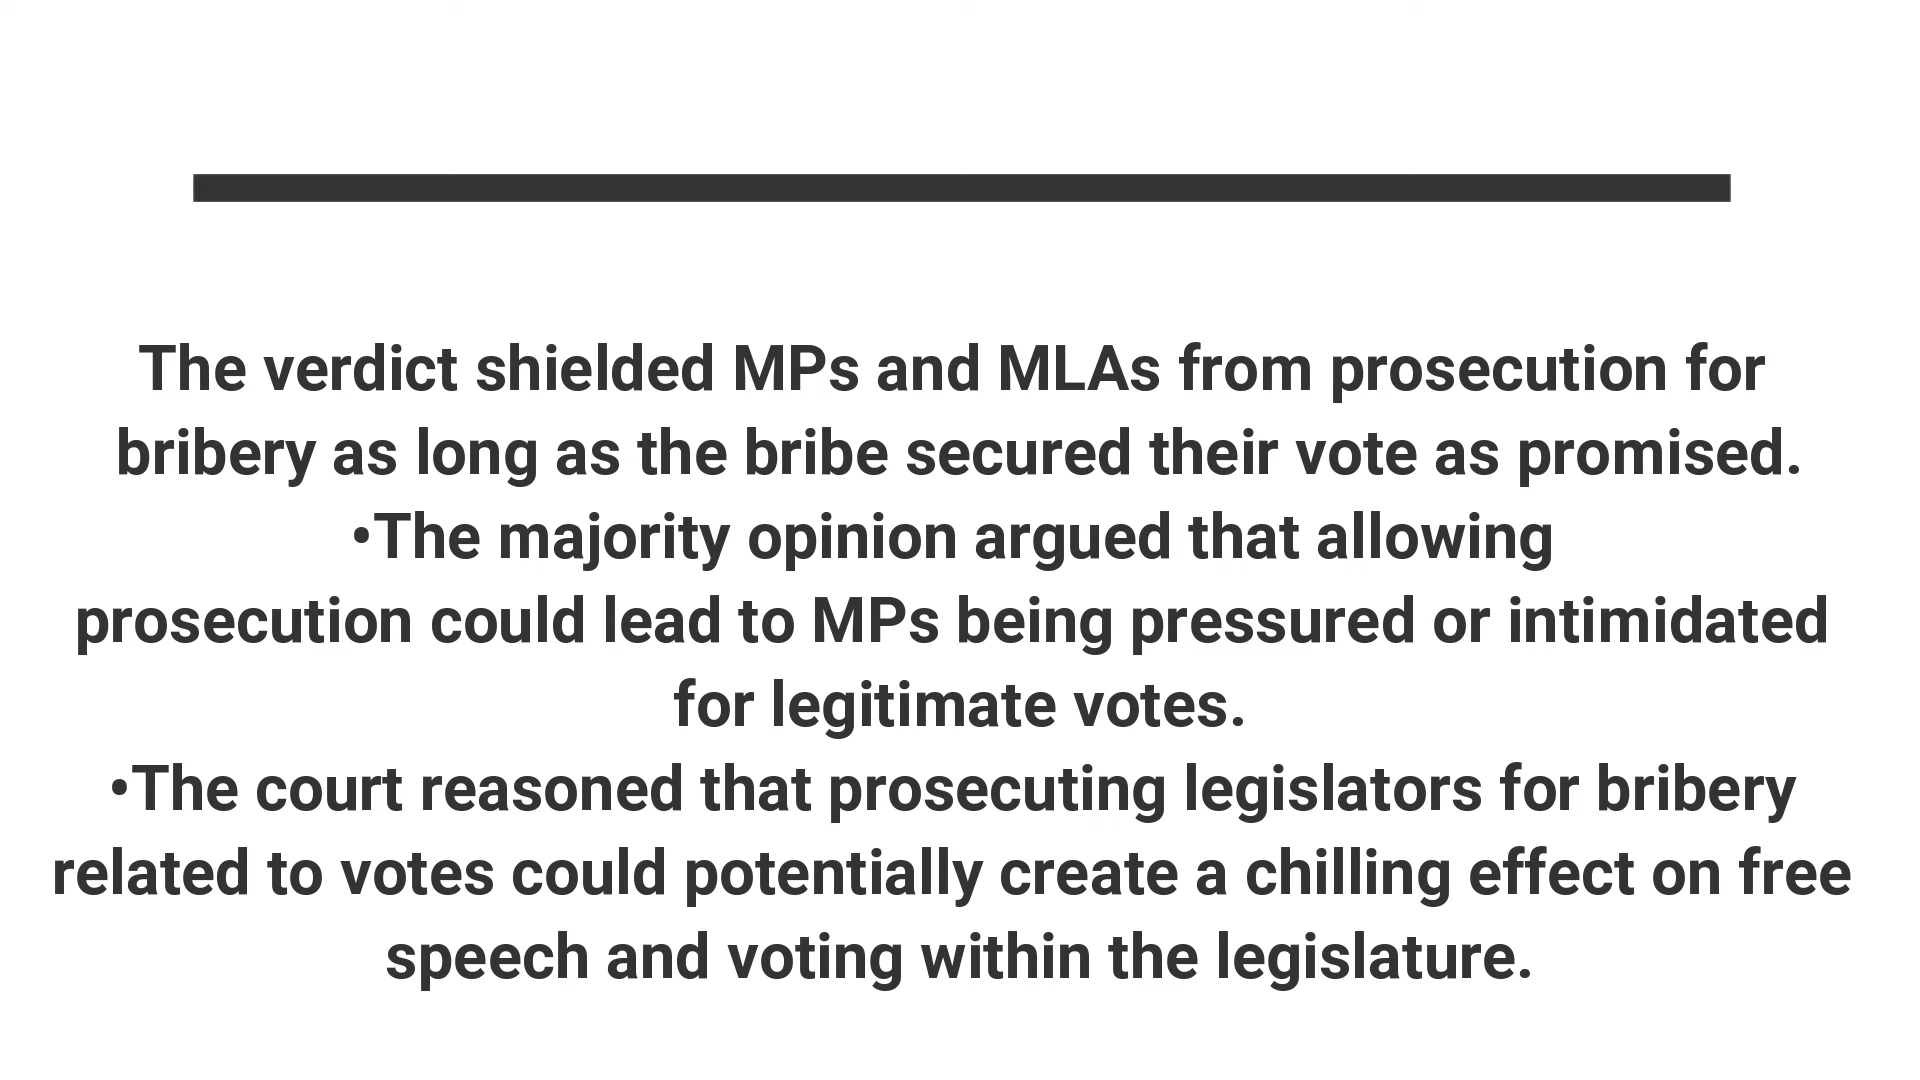 The verdict shielded MPs and MLAs from prosecution for
bribery as long as the bribe secured their vote as promised.
•The majority opinion argued that allowing
prosecution could lead to MPs being pressured or intimidated
for legitimate votes.
•The court reasoned that prosecuting legislators for bribery
related to votes could potentially create a chilling effect on free
speech and voting within the legislature.